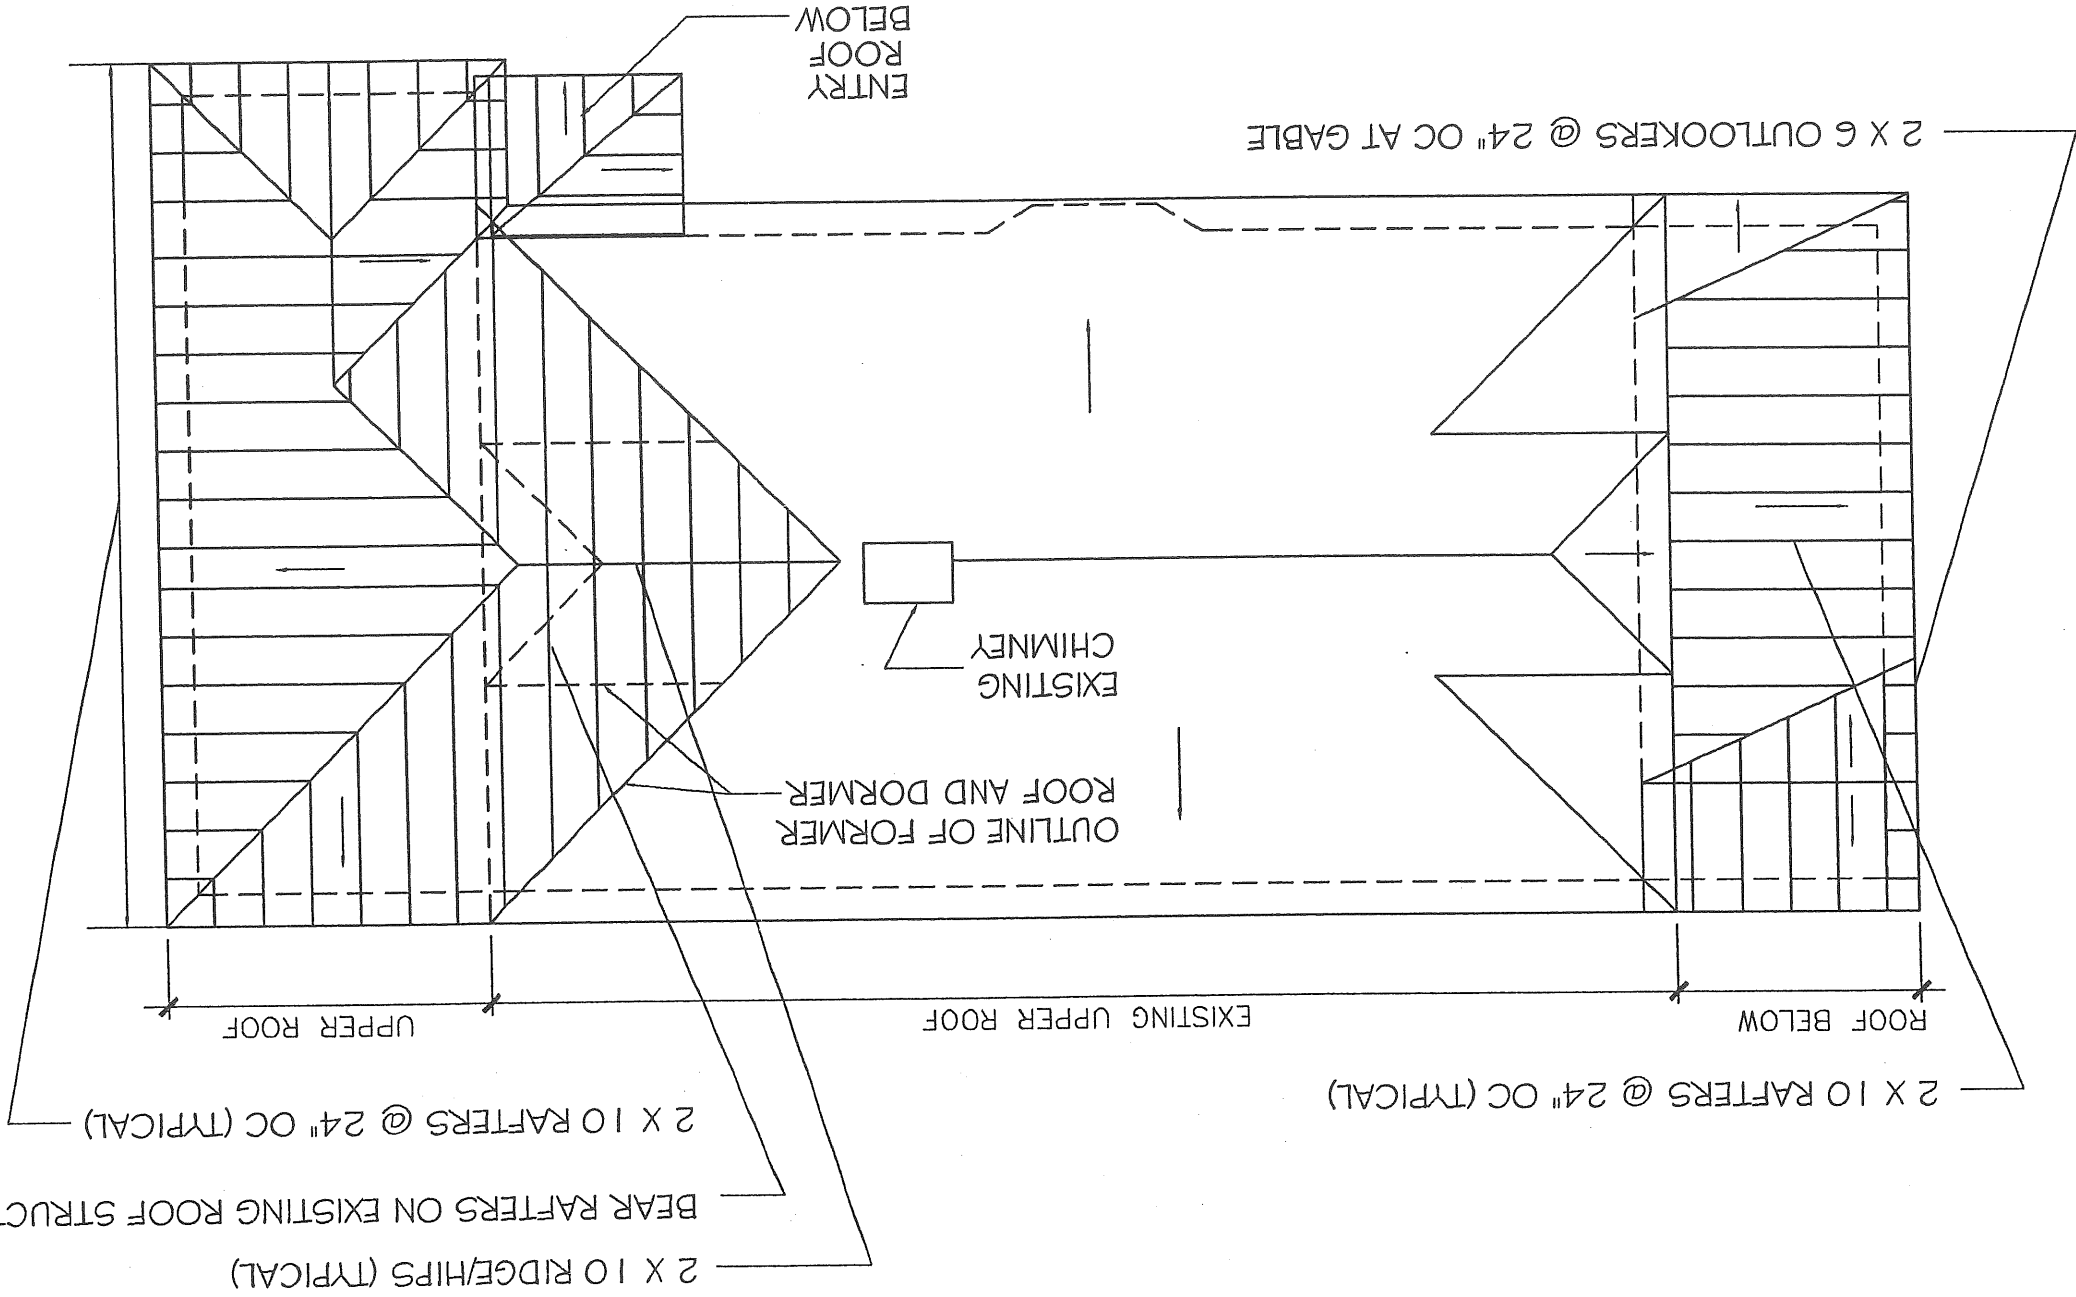 2 X 10 RIDGE/HIPS (TYPICAL)
BEAR RAFTERS ON EXISTING ROOF STRUCT
2 X 10 RAFTERS @ 24" OC (TYPICAL)
2 X 10 RAFTERS @ 24" OC (TYPICAL)
ROOF BELOW
EXISTING UPPER ROOF
UPPER ROOF
OUTLINE OF FORMER
ROOF AND DORMER
EXISTING
CHIMNEY
2 X 6 OUTLOOKERS @ 24" OC AT GABLE
ENTRY
ROOF
BELOW